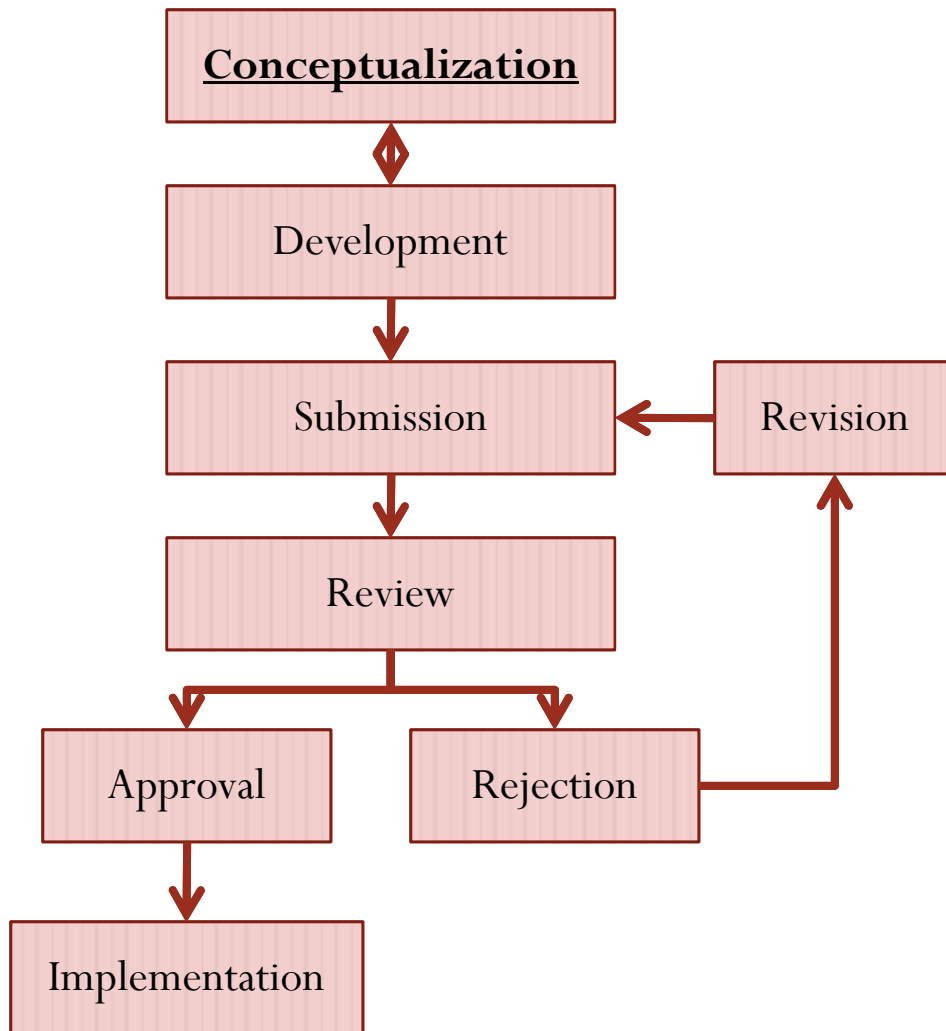 Conceptualization
Development
Submission
Revision
Review
Approval
Rejection
Implementation